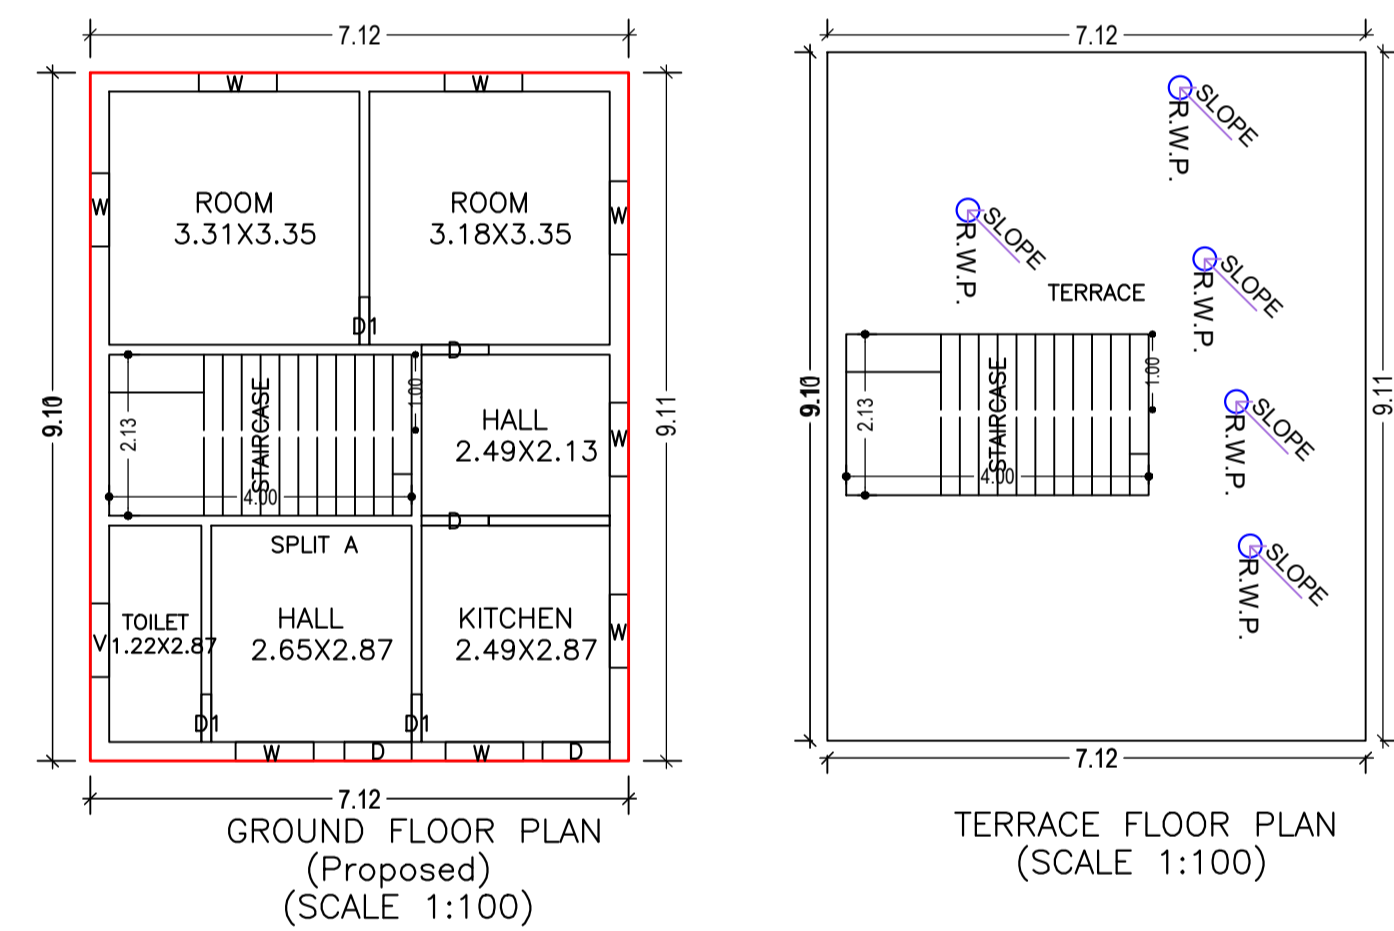 7.12
W
W
W
ROOM
3.31X3.35
ROOM
3.18X3.35
W
D1
D
9.10
2.13
STAIRCASE
4.00
1.00
HALL
2.49X2.13
W
9.11
D
SPLIT A
TOILET
1.22X2.87
V
HALL
2.65X2.87
KITCHEN
2.49X2.87
W
D1
D1
W
D
W
D
7.12
GROUND FLOOR PLAN
(Proposed)
(SCALE 1:100)
7.12
SLOPE
R.W.P.
SLOPE
R.W.P.
SLOPE
R.W.P.
TERRACE
9.10
2.13
STAIRCASE
4.00
1.00
SLOPE
R.W.P.
9.11
SLOPE
R.W.P.
7.12
TERRACE FLOOR PLAN
(SCALE 1:100)